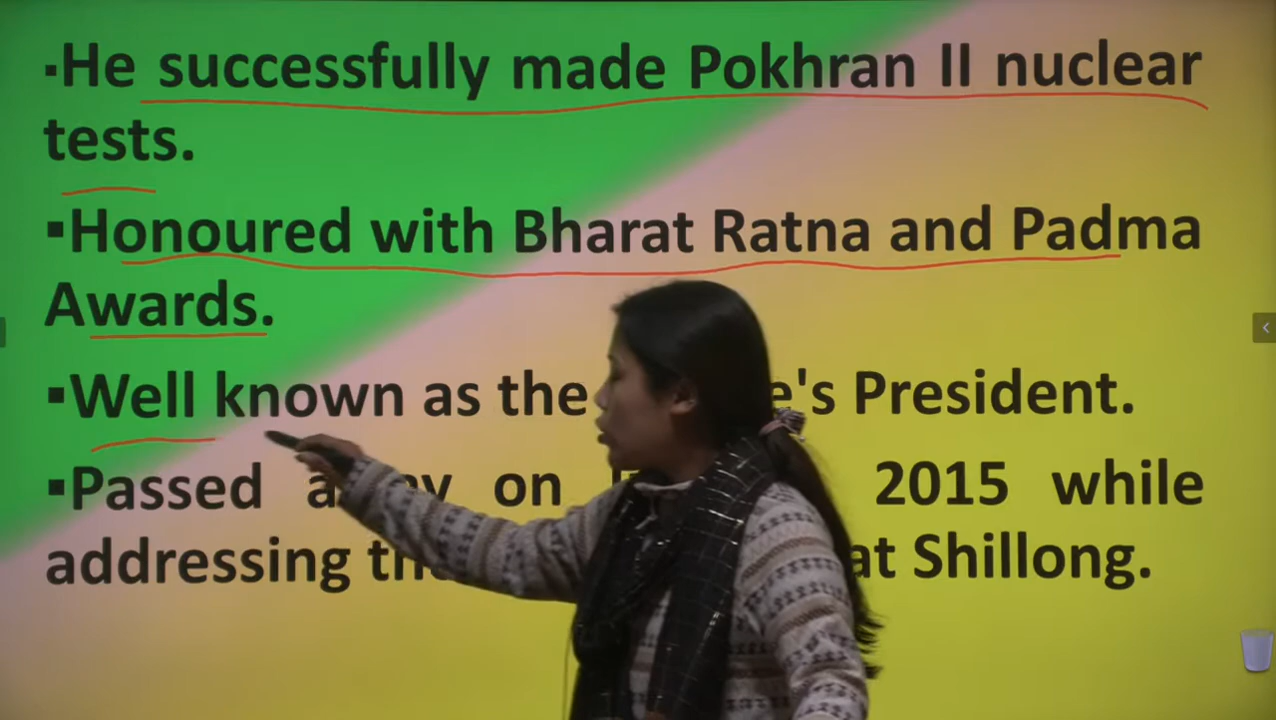 ▪He successfully made Pokhran II nuclear
tests.
▪Honoured with Bharat Ratna and Padma
Awards.
▪Well known as the President.
▪Passed on 2015 while
addressing at Shillong.